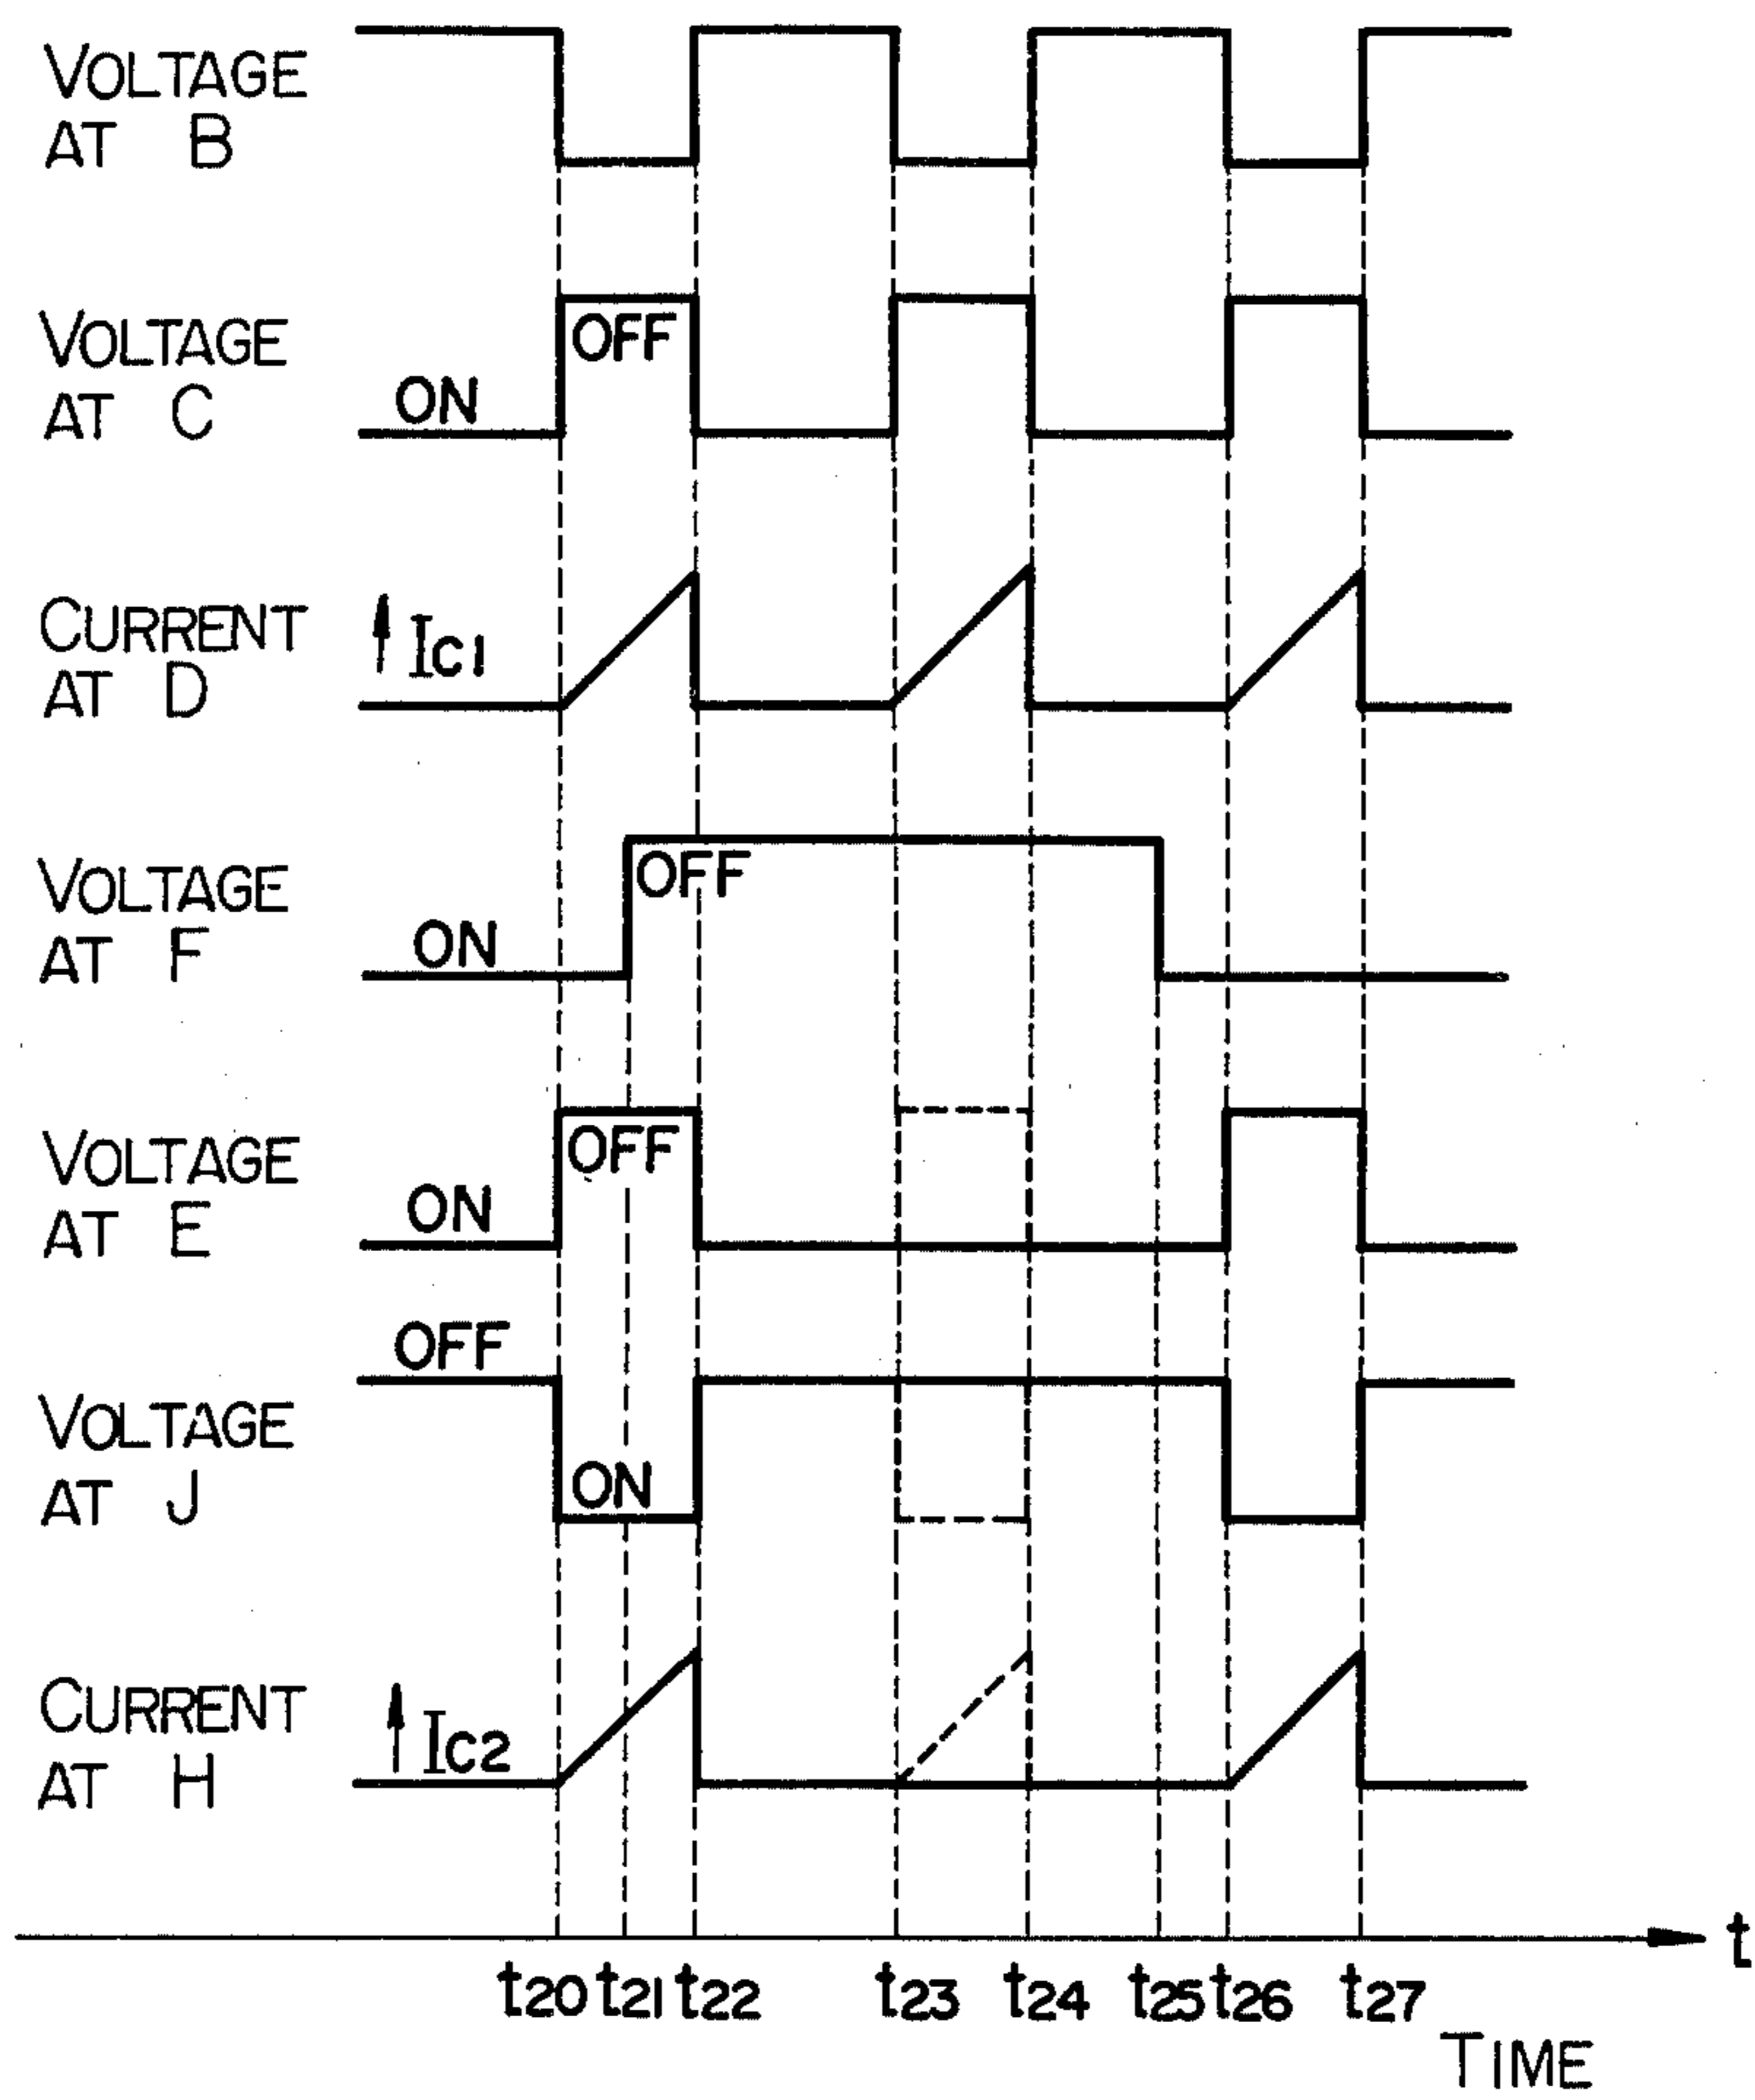 VOLTAGE
AT B
VOLTAGE
AT C
ON
OFF
CURRENT
AT D
Ic1
VOLTAGE
AT F
ON
OFF
VOLTAGE
AT E
ON
OFF
OFF
VOLTAGE
AT J
ON
CURRENT
AT H
Ic2
t
t20 t21 t22 t23 t24 t25 t26 t27
TIME